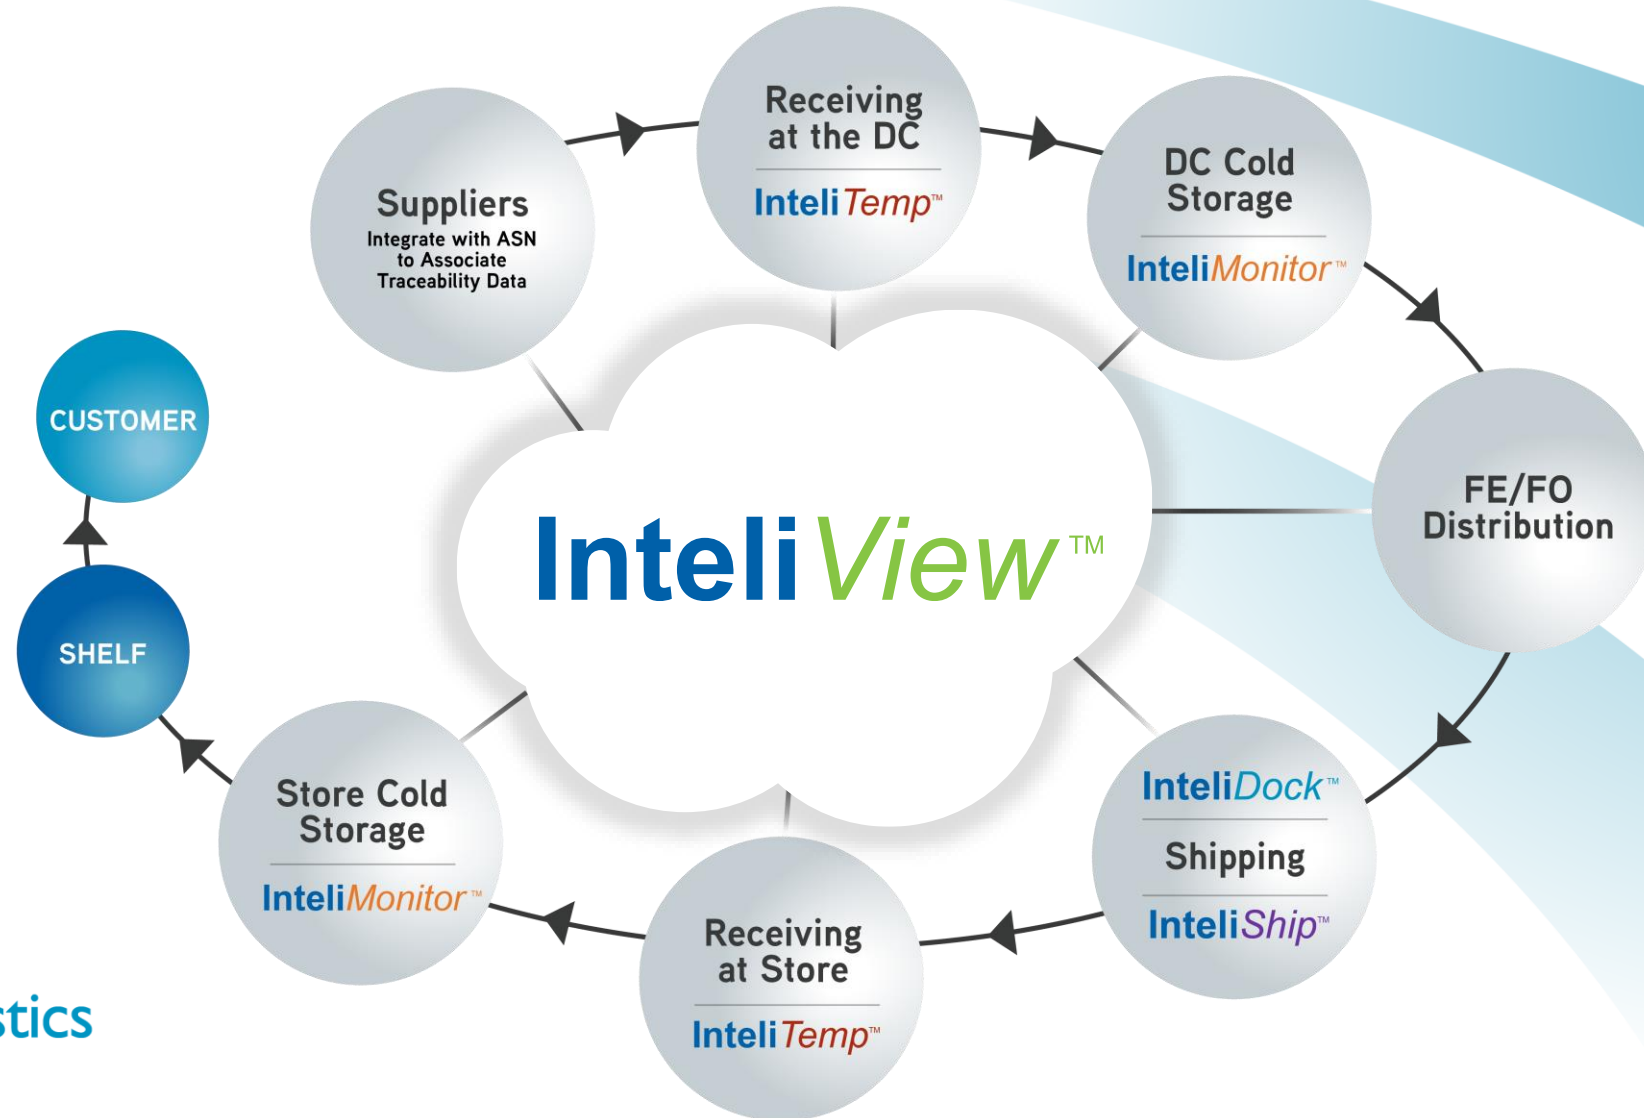 Receiving
at the DC
InteliTemp™
DC Cold
Storage
InteliMonitor™
Suppliers
Integrate with ASN
to Associate
Traceability Data
CUSTOMER
FE/FO
Distribution
InteliView™
SHELF
InteliDock™
Shipping
InteliShip™
Store Cold
Storage
InteliMonitor™
Receiving
at Store
InteliTemp™
stics